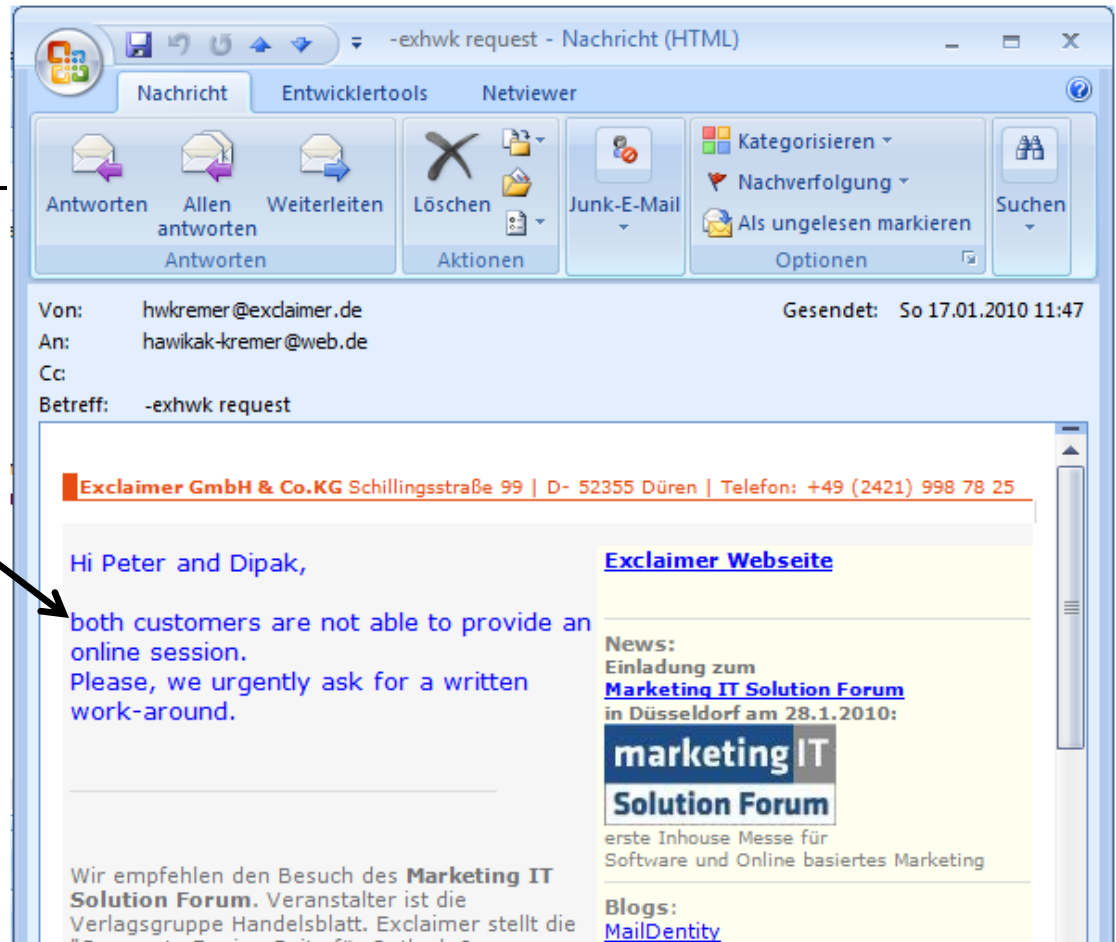 -exhwk request - Nachricht (HTML)
Nachricht Entwicklertools Netviewer
Antworten
Allen antworten
Weiterleiten
Antworten
Löschen
Aktionen
Junk-E-Mail
Kategorisieren
Nachverfolgung
Als ungelesen markieren
Optionen
Suchen
Von: hwkremer@exclaimer.de
Gesendet: So 17.01.2010 11:47
An: hawikak-kremer@web.de
Cc:
Betreff: -exhwk request
Exclaimer GmbH & Co.KG Schillingsstraße 99 | D- 52355 Düren | Telefon: +49 (2421) 998 78 25
Hi Peter and Dipak,
both customers are not able to provide an
online session.
Please, we urgently ask for a written
work-around.
Wir empfehlen den Besuch des Marketing IT
Solution Forum. Veranstalter ist die
Verlagsgruppe Handelsblatt. Exclaimer stellt die
Exclaimer Webseite
News:
Einladung zum
Marketing IT Solution Forum
in Düsseldorf am 28.1.2010:
marketing IT
Solution Forum
erste Inhouse Messe für
Software und Online basiertes Marketing
Blogs:
MailDentity